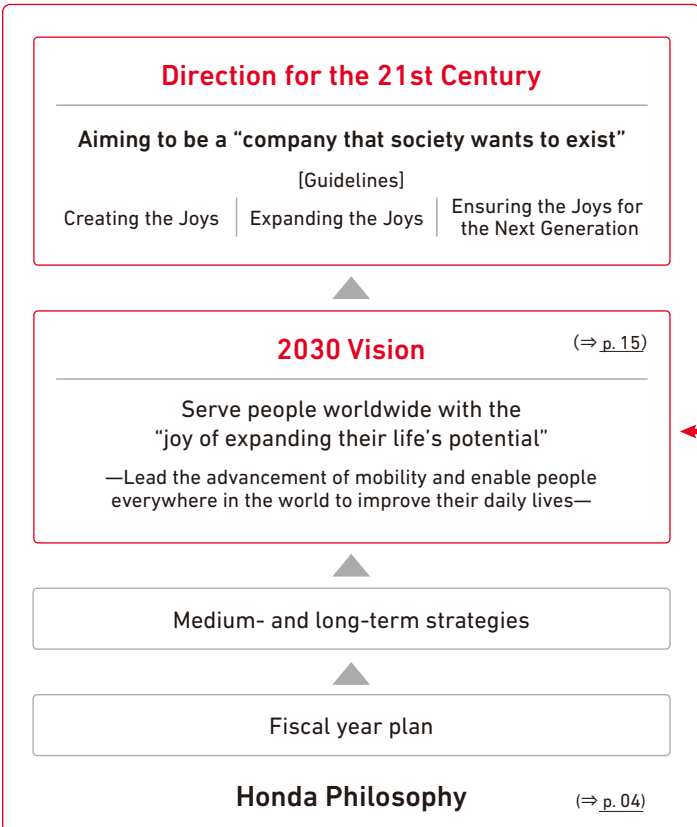 Direction for the 21st Century
Aiming to be a “company that society wants to exist”
[Guidelines]
Creating the Joys
Expanding the Joys
Ensuring the Joys for
the Next Generation
2030 Vision
(⇒ p. 15)
Serve people worldwide with the
“joy of expanding their life’s potential”
—Lead the advancement of mobility and enable people
everywhere in the world to improve their daily lives—
Medium- and long-term strategies
Fiscal year plan
Honda Philosophy
(⇒ p. 04)